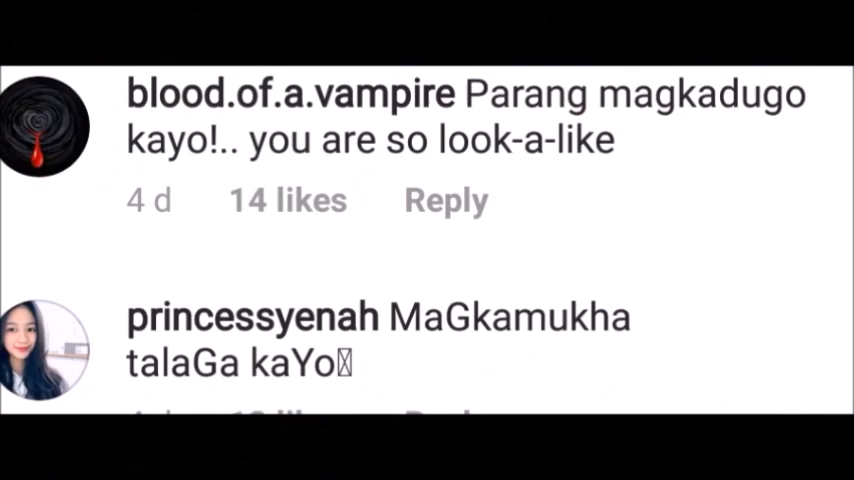 blood.of.a.vampire Parang magkadugo
kayo!.. you are so look-a-like
4 d 14 likes Reply
princessyenah MaGkamukha
talaGa kaYo